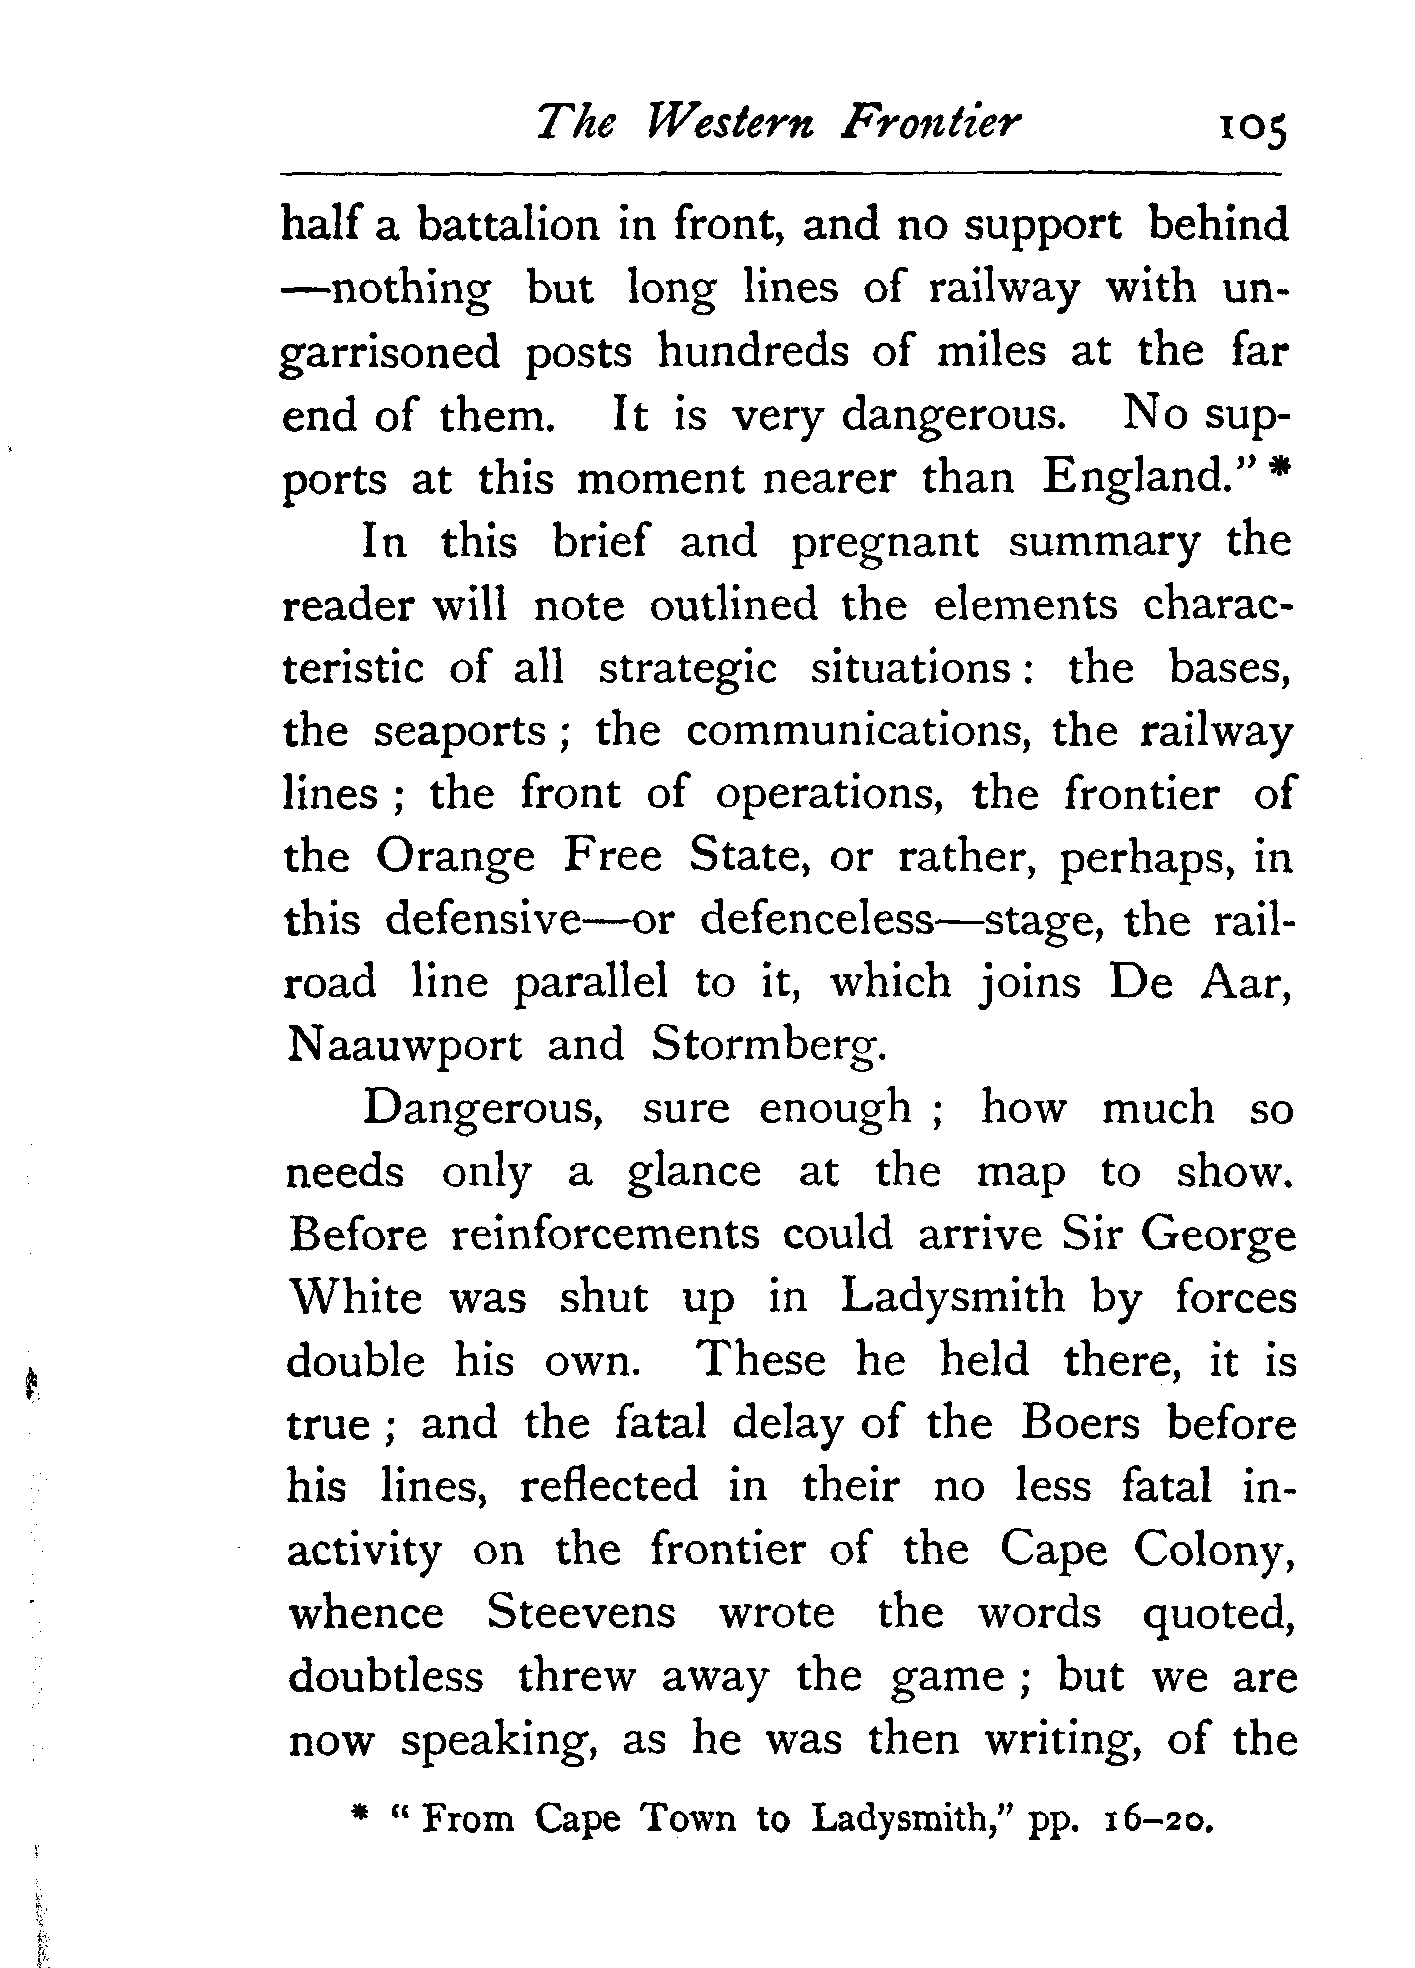 The Western Frontier 105
half a battalion in front, and no support behind
—nothing but long lines of railway with un-
garrisoned posts hundreds of miles at the far
end of them. It is very dangerous. No sup-
ports at this moment nearer than England." *
In this brief and pregnant summary the
reader will note outlined the elements charac-
teristic of all strategic situations : the bases,
the seaports ; the communications, the railway
lines ; the front of operations, the frontier of
the Orange Free State, or rather, perhaps, in
this defensive—or defenceless—stage, the rail-
road line parallel to it, which joins De Aar,
Naauwport and Stormberg.
Dangerous, sure enough ; how much so
needs only a glance at the map to show.
Before reinforcements could arrive Sir George
White was shut up in Ladysmith by forces
double his own. These he held there, it is
true ; and the fatal delay of the Boers before
his lines, reflected in their no less fatal in-
activity on the frontier of the Cape Colony,
whence Steevens wrote the words quoted,
doubtless threw away the game ; but we are
now speaking, as he was then writing, of the
* " From Cape Town to Ladysmith," pp. 16–20.